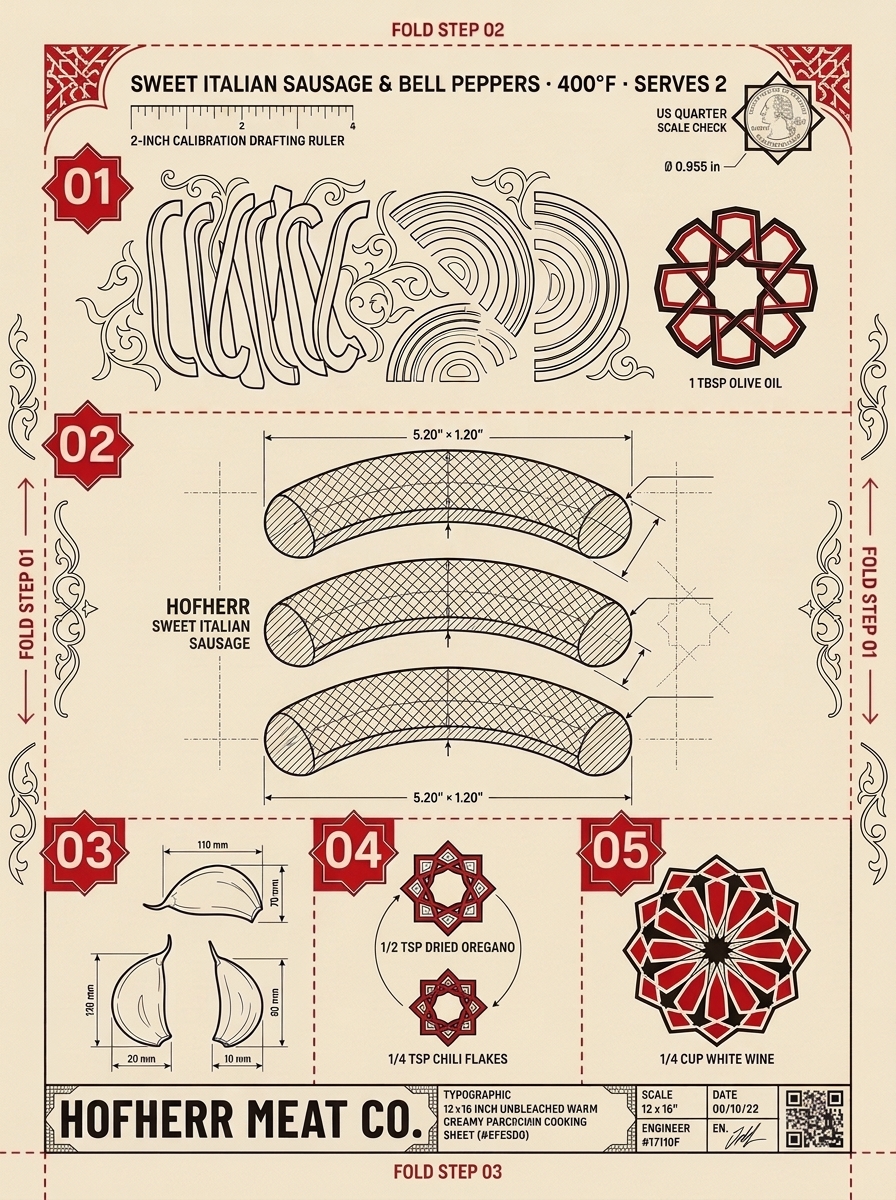 FOLD STEP 02
SWEET ITALIAN SAUSAGE & BELL PEPPERS · 400°F · SERVES 2
2 4
2-INCH CALIBRATION DRAFTING RULER
US QUARTER
SCALE CHECK
Ø 0.955 in
01
1 TBSP OLIVE OIL
02
5.20" × 1.20"
HOFHERR
SWEET ITALIAN
SAUSAGE
5.20" × 1.20"
FOLD STEP 01
FOLD STEP 01
03
110 mm
70 mm
120 mm
80 mm
20 mm
10 mm
04
1/2 TSP DRIED OREGANO
1/4 TSP CHILI FLAKES
05
1/4 CUP WHITE WINE
HOFHERR MEAT CO.
TYPOGRAPHIC
12x16 INCH UNBLEACHED WARM
CREAMY PARCRCIAIN COOKING
SHEET (#EFESDO)
SCALE
12 x 16"
DATE
00/10/22
ENGINEER
#17110F
EN.
FOLD STEP 03